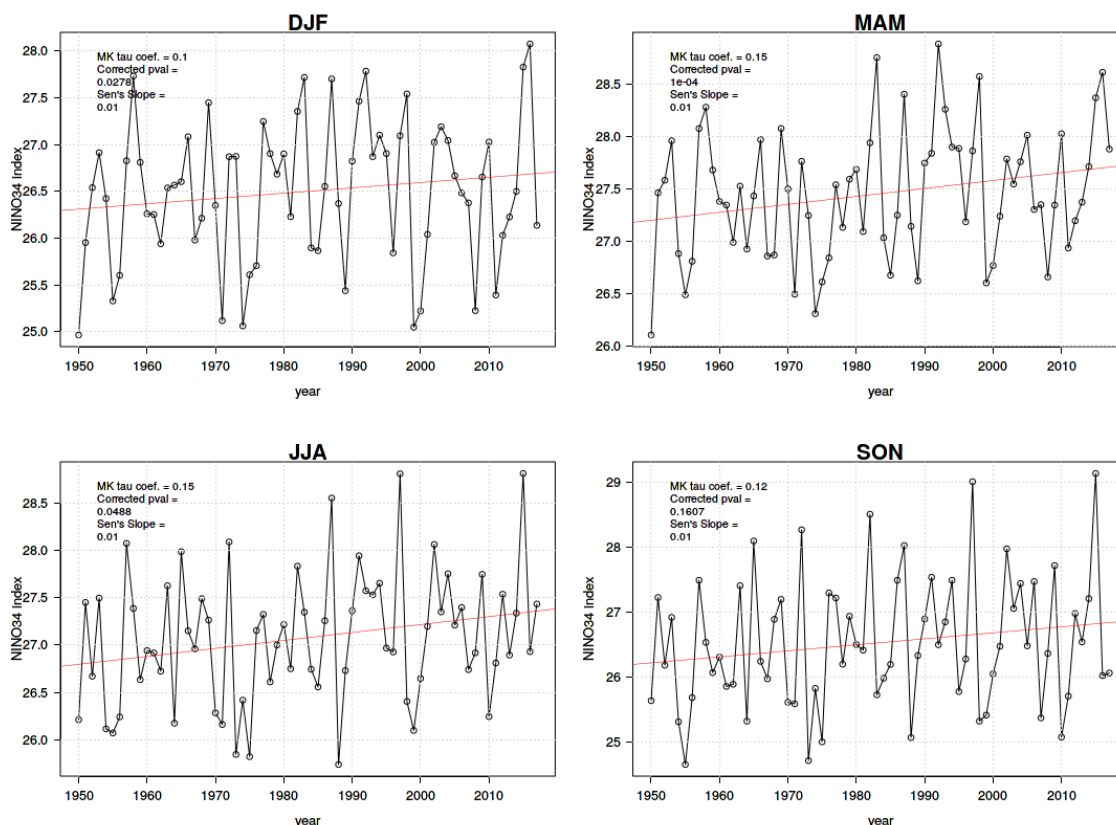 DJF
MK tau coef. = 0.1
Corrected pval =
0.0278
Sen's Slope =
0.01
NINO34 Index
28.0
27.5
27.0
26.5
26.0
25.5
25.0
1950 1960 1970 1980 1990 2000 2010
year
MAM
MK tau coef. = 0.15
Corrected pval =
1e-04
Sen's Slope =
0.01
NINO34 Index
28.5
28.0
27.5
27.0
26.5
26.0
1950 1960 1970 1980 1990 2000 2010
year
JJA
MK tau coef. = 0.15
Corrected pval =
0.0488
Sen's Slope =
0.01
NINO34 Index
28.5
28.0
27.5
27.0
26.5
26.0
1950 1960 1970 1980 1990 2000 2010
year
SON
MK tau coef. = 0.12
Corrected pval =
0.1607
Sen's Slope =
0.01
NINO34 Index
29
28
27
26
25
1950 1960 1970 1980 1990 2000 2010
year